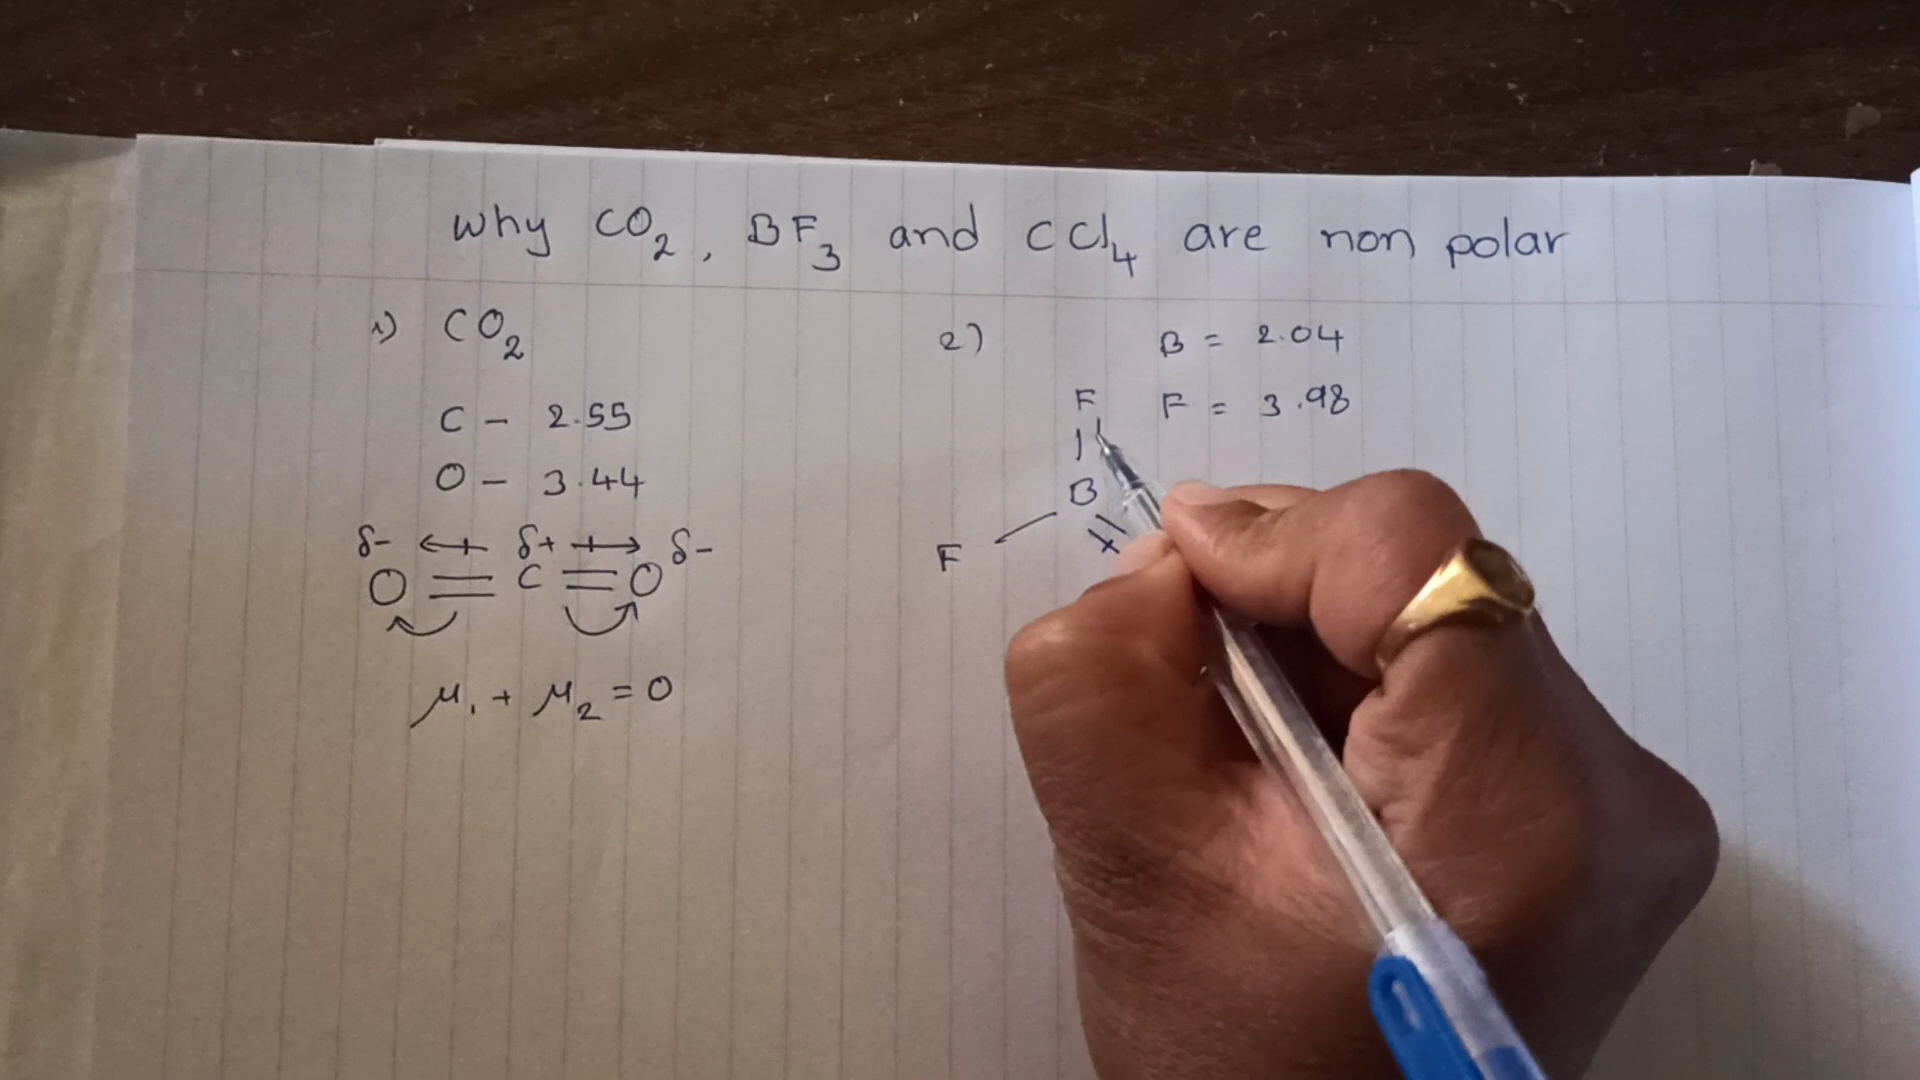 why CO₂, BF₃ and CCl₄ are non polar
1) CO₂
C - 2.55
O - 3.44
δ- δ+ δ-
O = C = O
μ₁ + μ₂ = 0
2)
B = 2.04
F = 3.98
F
B
F